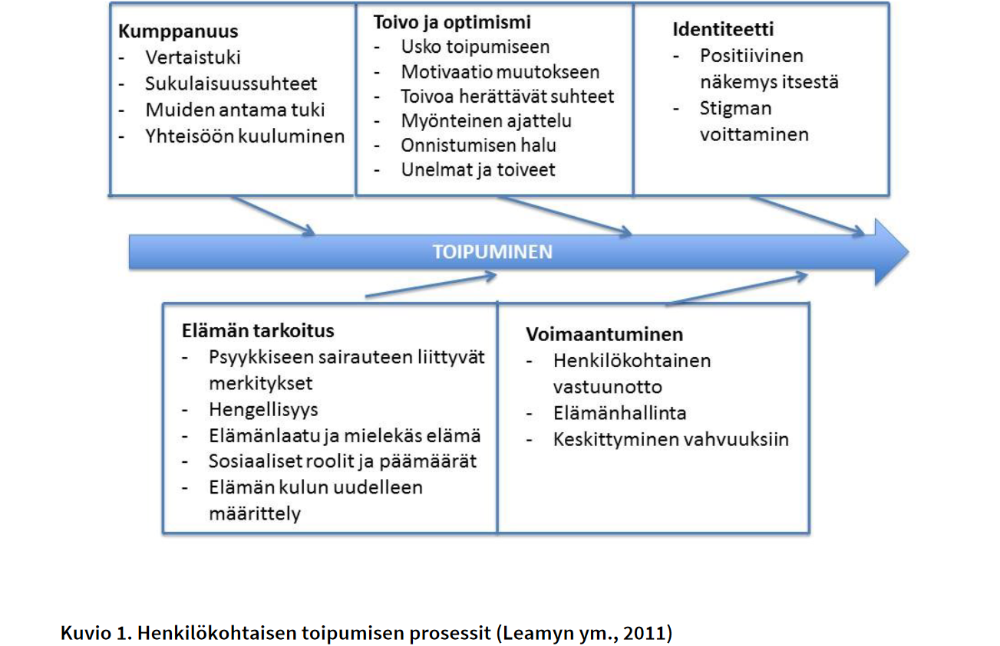 Kumppanuus
- Vertaistuki
- Sukulaisuussuhteet
- Muiden antama tuki
- Yhteisöön kuuluminen
Toivo ja optimismi
- Usko toipumiseen
- Motivaatio muutokseen
- Toivoa herättävät suhteet
- Myönteinen ajattelu
- Onnistumisen halu
- Unelmat ja toiveet
Identiteetti
- Positiivinen
näkemys itsestä
- Stigman
voittaminen
TOIPUMINEN
Elämän tarkoitus
- Psyykkiseen sairauteen liittyvät
merkitykset
- Hengellisyys
- Elämänlaatu ja mielekäs elämä
- Sosiaaliset roolit ja päämäärät
- Elämän kulun uudelleen
määrittely
Voimaantuminen
- Henkilökohtainen
vastuunotto
- Elämänhallinta
- Keskittyminen vahvuuksiin
Kuvio 1. Henkilökohtaisen toipumisen prosessit (Leamyn ym., 2011)